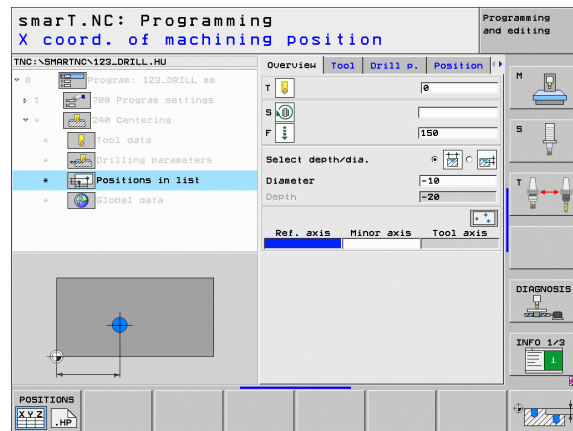 smarT.NC: Programming
X coord. of machining position
Programming
and editing
TNC:\SMARTNC\123_DRILL.HU
0 Program: 123_DRILL mm
1 700 Program settings
* 240 Centering
* Tool data
* Drilling parameters
* Positions in list
* Global data
Overview Tool Drill p. Position
T 0
S
F 150
Select depth/dia.
Diameter -10
Depth -20
Ref. axis Minor axis Tool axis
M
S
T
DIAGNOSIS
INFO 1/3
i
POSITIONS
X,Y,Z .HP